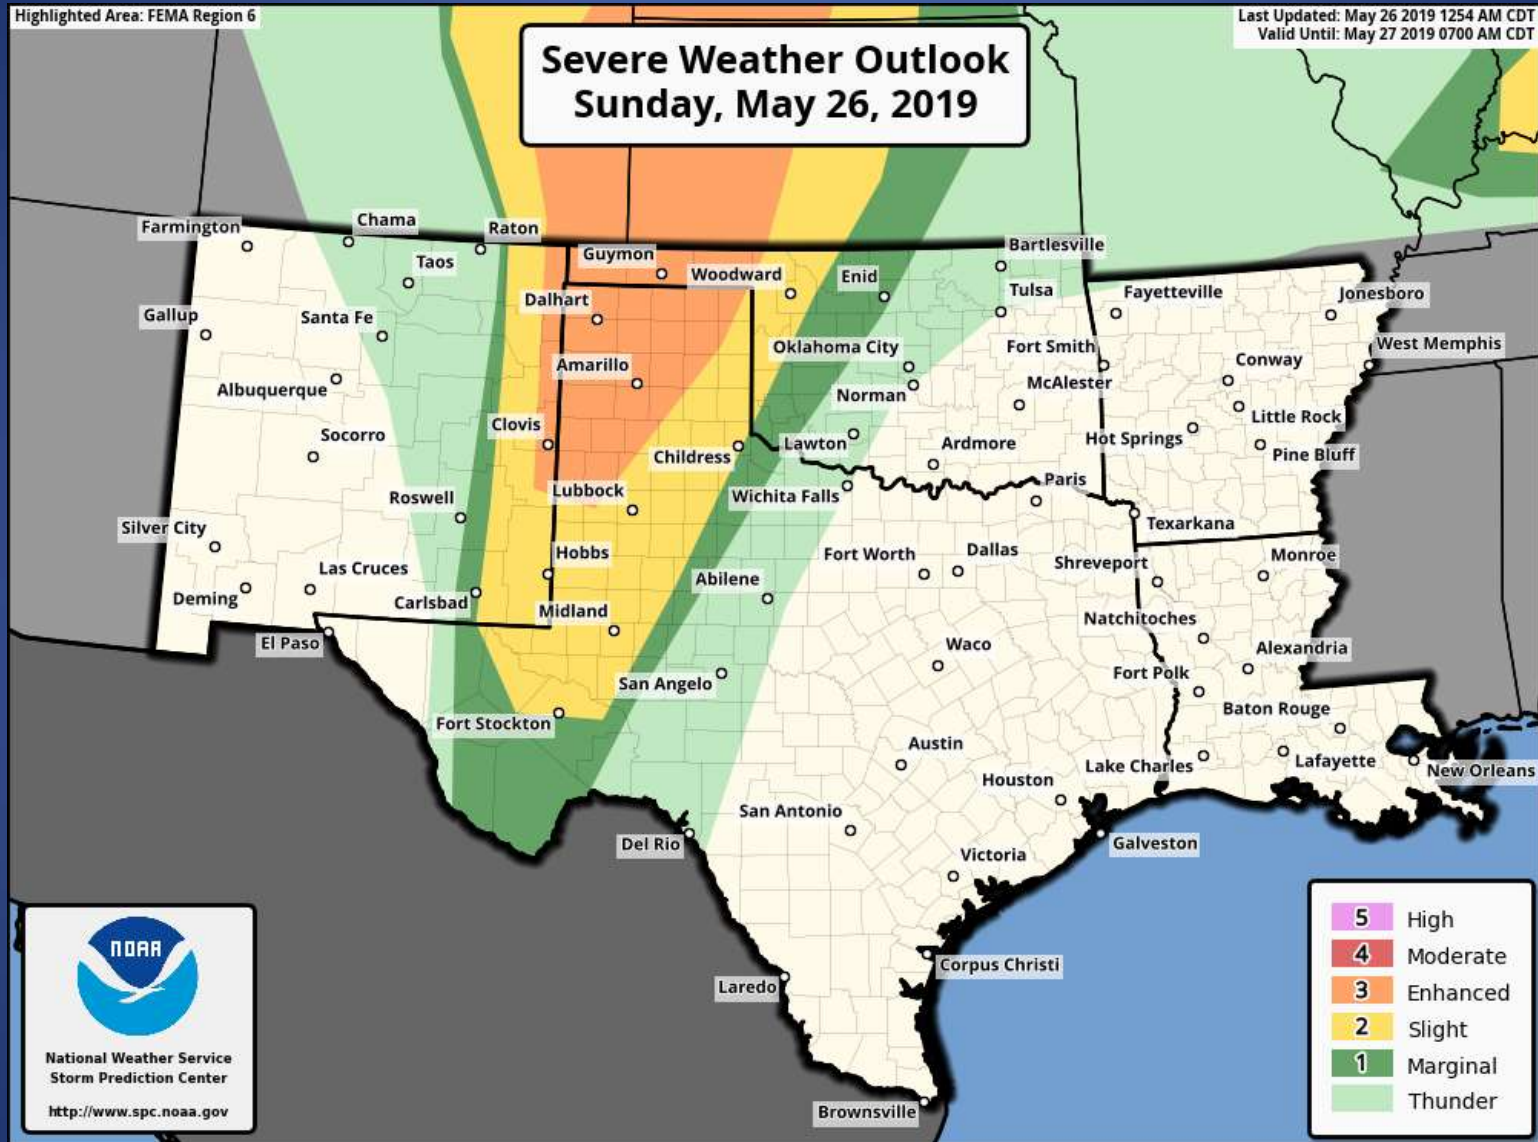 Highlighted Area: FEMA Region 6
Last Updated: May 26 2019 1254 AM CDT
Valid Until: May 27 2019 0700 AM CDT
Severe Weather Outlook
Sunday, May 26, 2019
Farmington
Chama
Raton
Taos
Guymon
Woodward
Enid
Bartlesville
Dalhart
Tulsa
Fayetteville
Jonesboro
Gallup
Santa Fe
Oklahoma City
Fort Smith
West Memphis
Amarillo
Conway
Albuquerque
Norman
McAlester
Clovis
Little Rock
Socorro
Childress
Lawton
Ardmore
Hot Springs
Pine Bluff
Roswell
Lubbock
Wichita Falls
Paris
Silver City
Texarkana
Hobbs
Fort Worth
Dallas
Shreveport
Monroe
Las Cruces
Abilene
Deming
Carlsbad
Midland
Natchitoches
El Paso
Waco
Alexandria
San Angelo
Fort Polk
Fort Stockton
Baton Rouge
Austin
Lake Charles
Lafayette
New Orleans
Houston
San Antonio
Del Rio
Victoria
Galveston
Corpus Christi
Laredo
Brownsville
NOAA
National Weather Service
Storm Prediction Center
http://www.spc.noaa.gov
5 High
4 Moderate
3 Enhanced
2 Slight
1 Marginal
Thunder